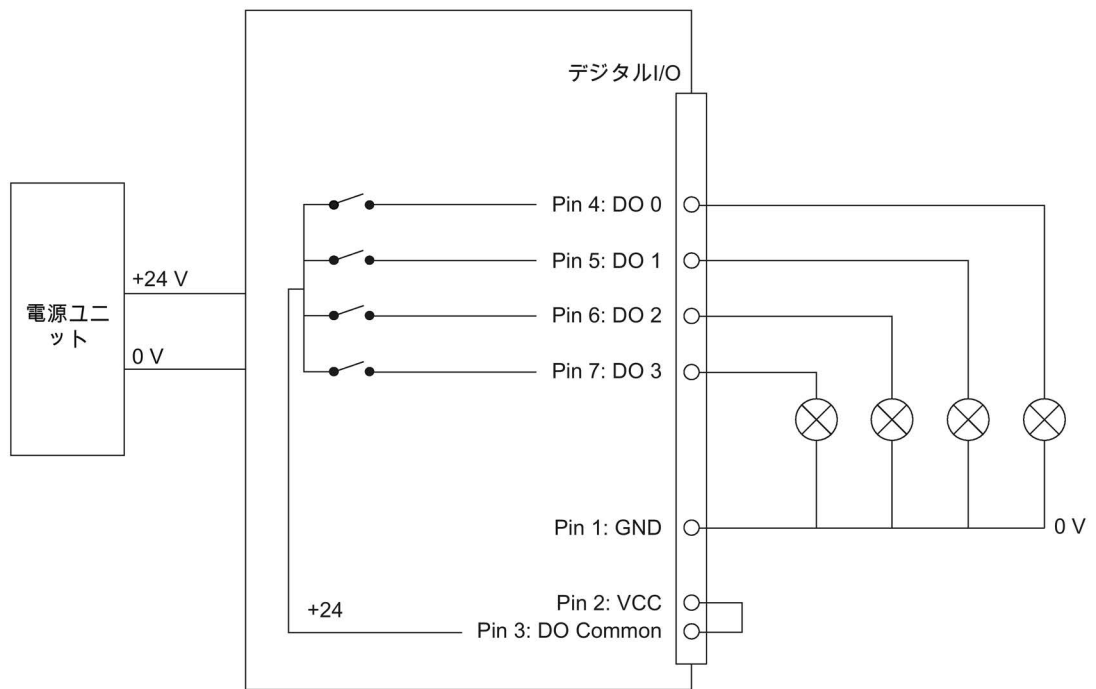 デジタルI/O
Pin 4: DO 0
+24 V
Pin 5: DO 1
電源ユニ
ット
Pin 6: DO 2
0 V
Pin 7: DO 3
Pin 1: GND
0 V
Pin 2: VCC
+24
Pin 3: DO Common